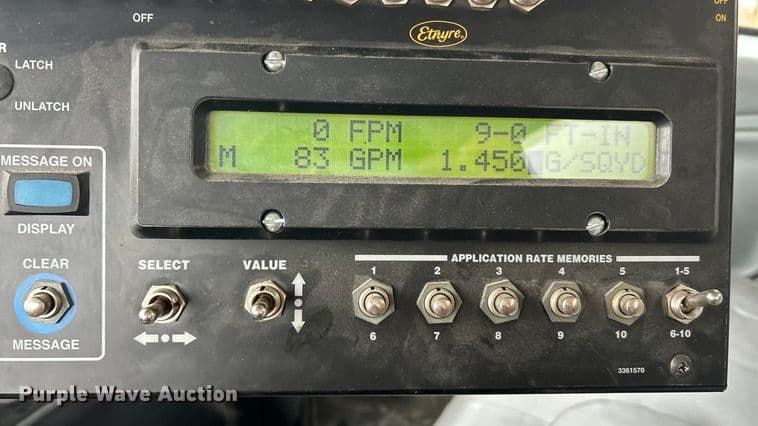 OFF
OFF
ON
Etnyre®
R
LATCH
UNLATCH
0 FPM 9-0 FT-IN
M 83 GPM 1.450 G/SQYD
MESSAGE ON
DISPLAY
CLEAR
MESSAGE
SELECT
VALUE
APPLICATION RATE MEMORIES
1 2 3 4 5 1-5
6 7 8 9 10 6-10
3361570
Purple Wave Auction